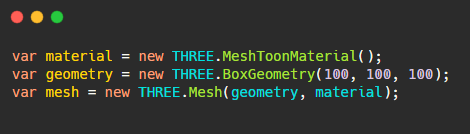 var material = new THREE.MeshToonMaterial();
var geometry = new THREE.BoxGeometry(100, 100, 100);
var mesh = new THREE.Mesh(geometry, material);